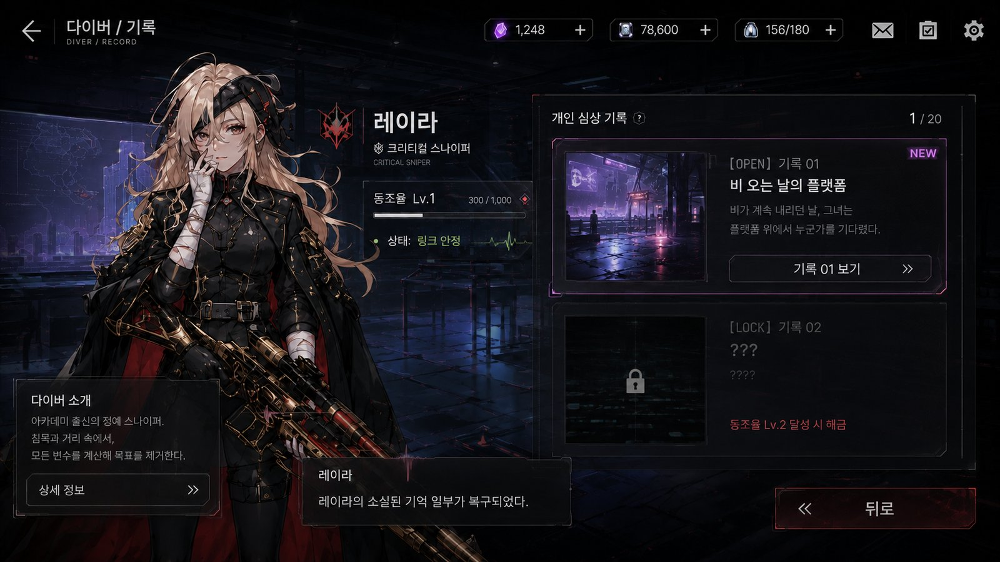 다이버 / 기록
DIVER / RECORD
1,248 +
78,600 +
156/180 +
레이라
크리티컬 스나이퍼
CRITICAL SNIPER
동조율 Lv.1 300 / 1,000
상태: 링크 안정
개인 심상 기록 ?
1 / 20
NEW
【OPEN】기록 01
비 오는 날의 플랫폼
비가 계속 내리던 날, 그녀는
플랫폼 위에서 누군가를 기다렸다.
기록 01 보기
【LOCK】기록 02
???
????
동조율 Lv.2 달성 시 해금
다이버 소개
아카데미 출신의 정예 스나이퍼.
침묵과 거리 속에서,
모든 변수를 계산해 목표를 제거한다.
상세 정보
레이라
레이라의 소실된 기억 일부가 복구되었다.
뒤로